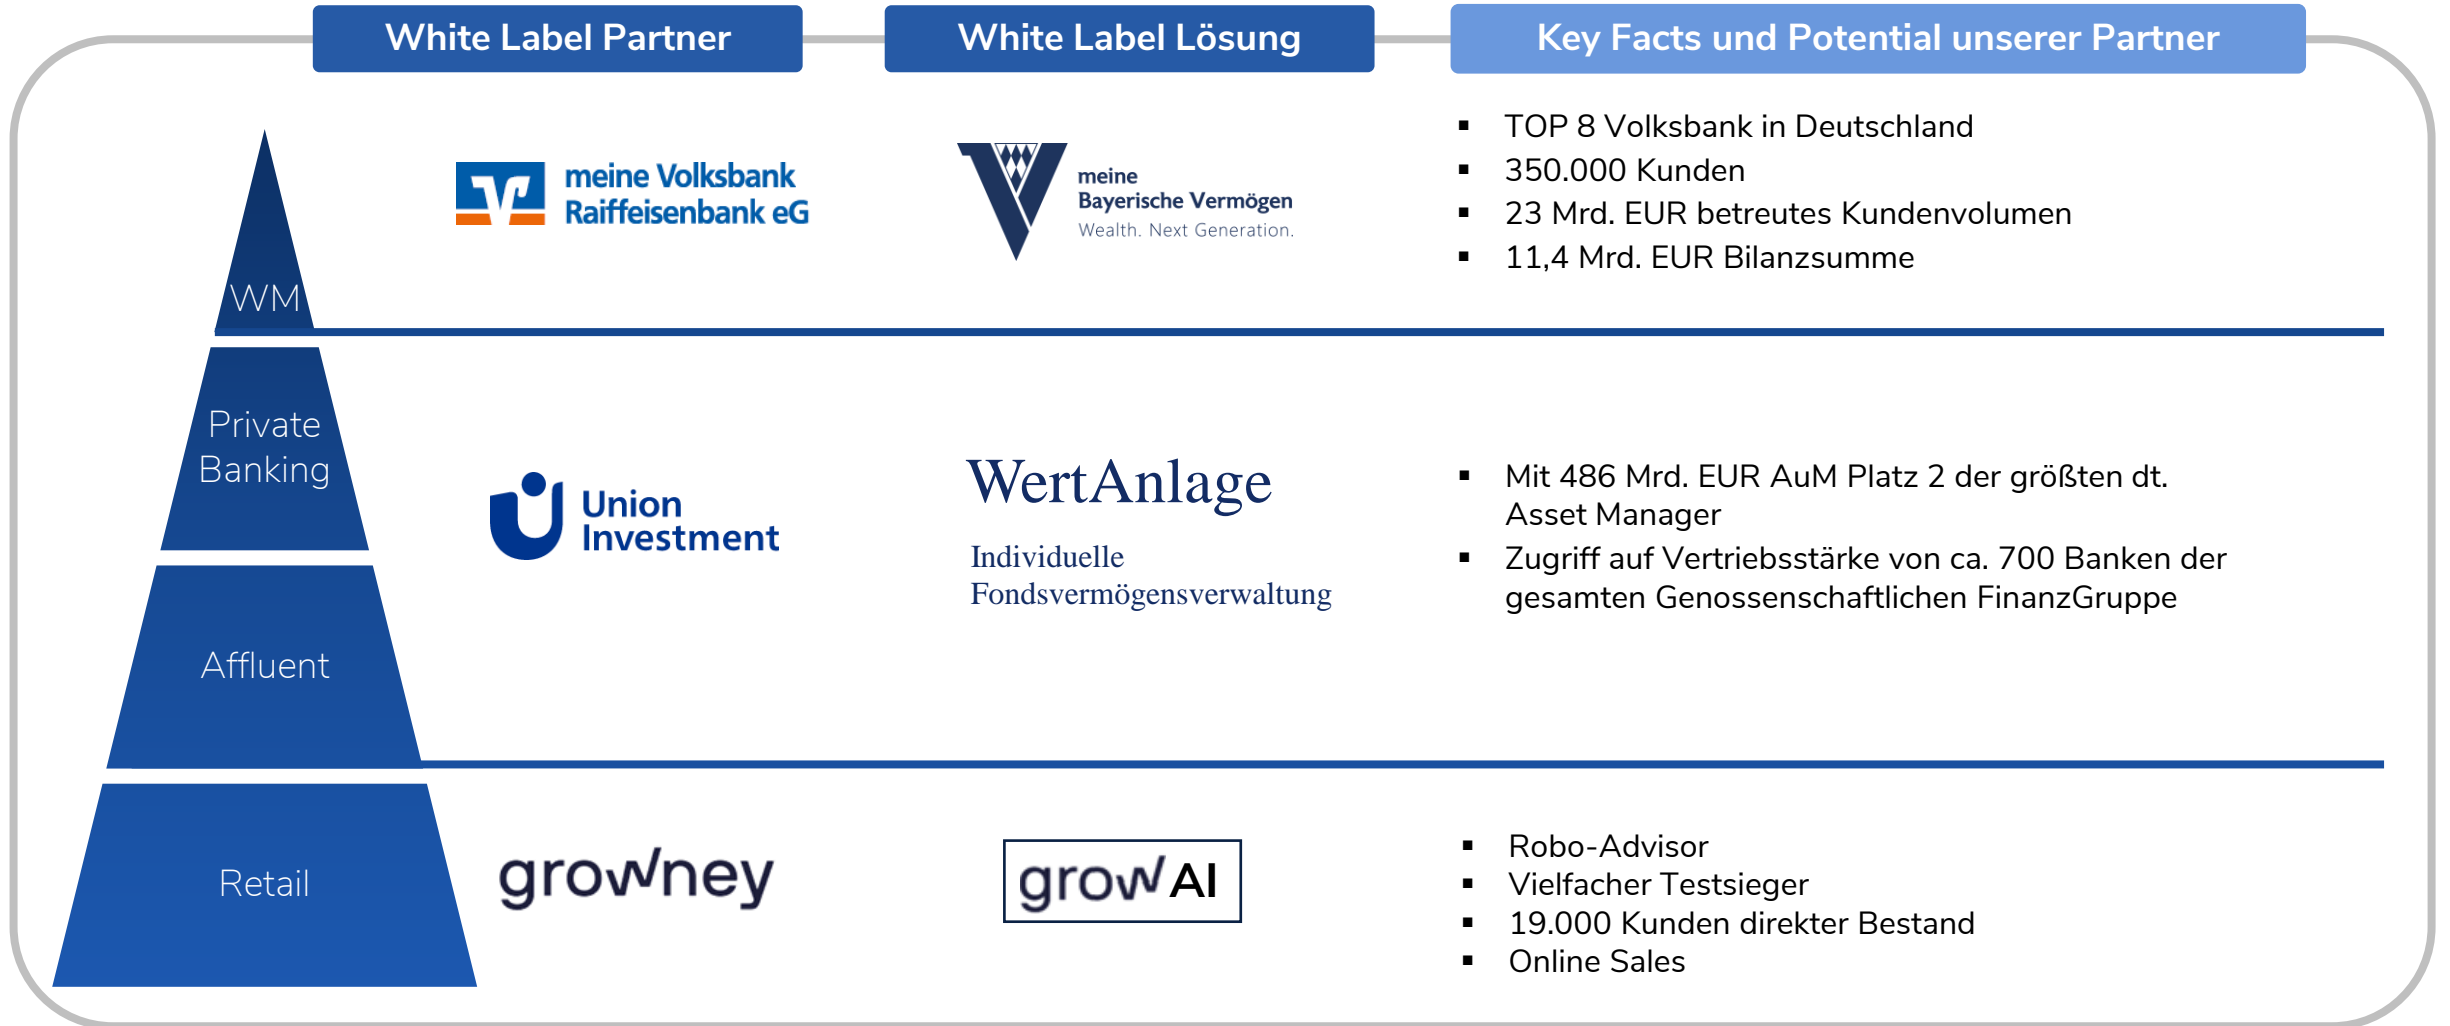 White Label Partner
White Label Lösung
Key Facts und Potential unserer Partner
WM
meine Volksbank
Raiffeisenbank eG
meine
Bayerische Vermögen
Wealth. Next Generation.
▪ TOP 8 Volksbank in Deutschland
▪ 350.000 Kunden
▪ 23 Mrd. EUR betreutes Kundenvolumen
▪ 11,4 Mrd. EUR Bilanzsumme
Private
Banking
Affluent
Union
Investment
WertAnlage
Individuelle
Fondsvermögensverwaltung
▪ Mit 486 Mrd. EUR AuM Platz 2 der größten dt.
Asset Manager
▪ Zugriff auf Vertriebsstärke von ca. 700 Banken der
gesamten Genossenschaftlichen FinanzGruppe
Retail
growney
grow AI
▪ Robo-Advisor
▪ Vielfacher Testsieger
▪ 19.000 Kunden direkter Bestand
▪ Online Sales